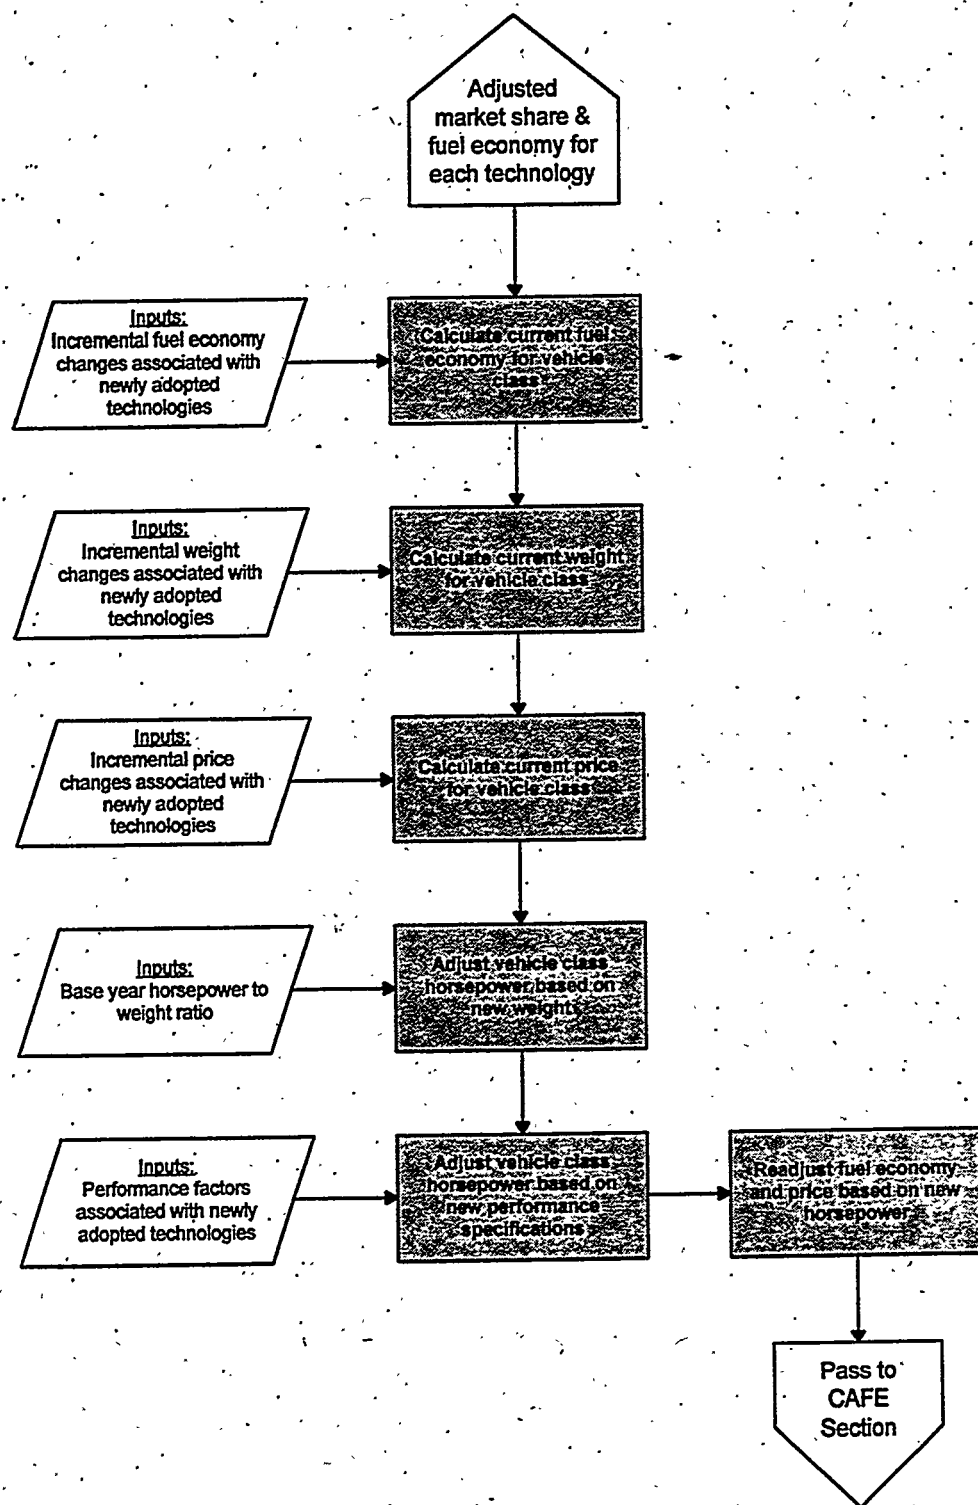 Adjusted
market share &
fuel economy for
each technology
Inputs:
Incremental fuel economy
changes associated with
newly adopted
technologies
Calculate current fuel
economy for vehicle
class
Inputs:
Incremental weight
changes associated with
newly adopted
technologies
Calculate current weight
for vehicle class
Inputs:
Incremental price
changes associated with
newly adopted
technologies
Calculate current price
for vehicle class
Inputs:
Base year horsepower to
weight ratio
Adjust vehicle class
horsepower based on
new weight
Inputs:
Performance factors
associated with newly
adopted technologies
Adjust vehicle class
horsepower based on
new performance
specifications
Readjust fuel economy
and price based on new
horsepower
Pass to
CAFE
Section